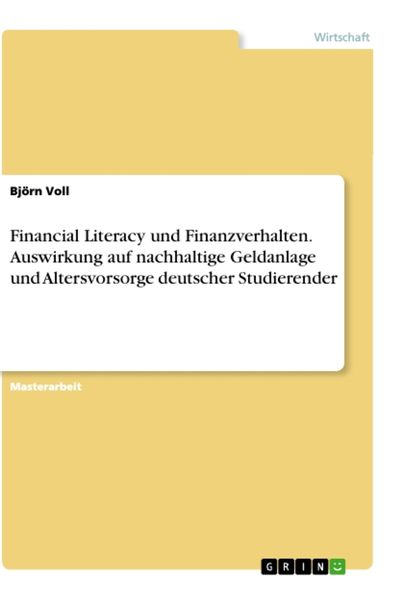 Wirtschaft
Björn Voll
Financial Literacy und Finanzverhalten.
Auswirkung auf nachhaltige Geldanlage
und Altersvorsorge deutscher Studierender
Masterarbeit
GRIN